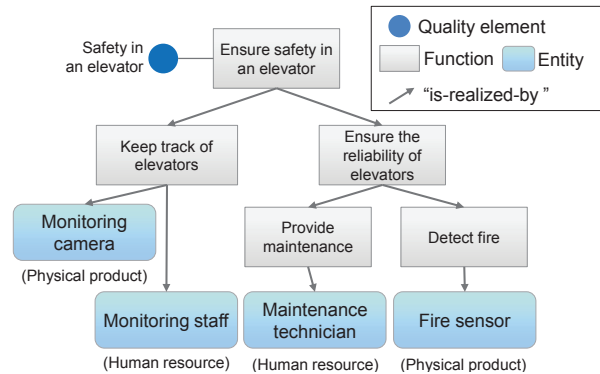 Safety in
an elevator
Ensure safety in
an elevator
Quality element
Function
Entity
“is-realized-by ”
Keep track of
elevators
Ensure the
reliability of
elevators
Monitoring
camera
(Physical product)
Provide
maintenance
Detect fire
Monitoring staff
(Human resource)
Maintenance
technician
(Human resource)
Fire sensor
(Physical product)